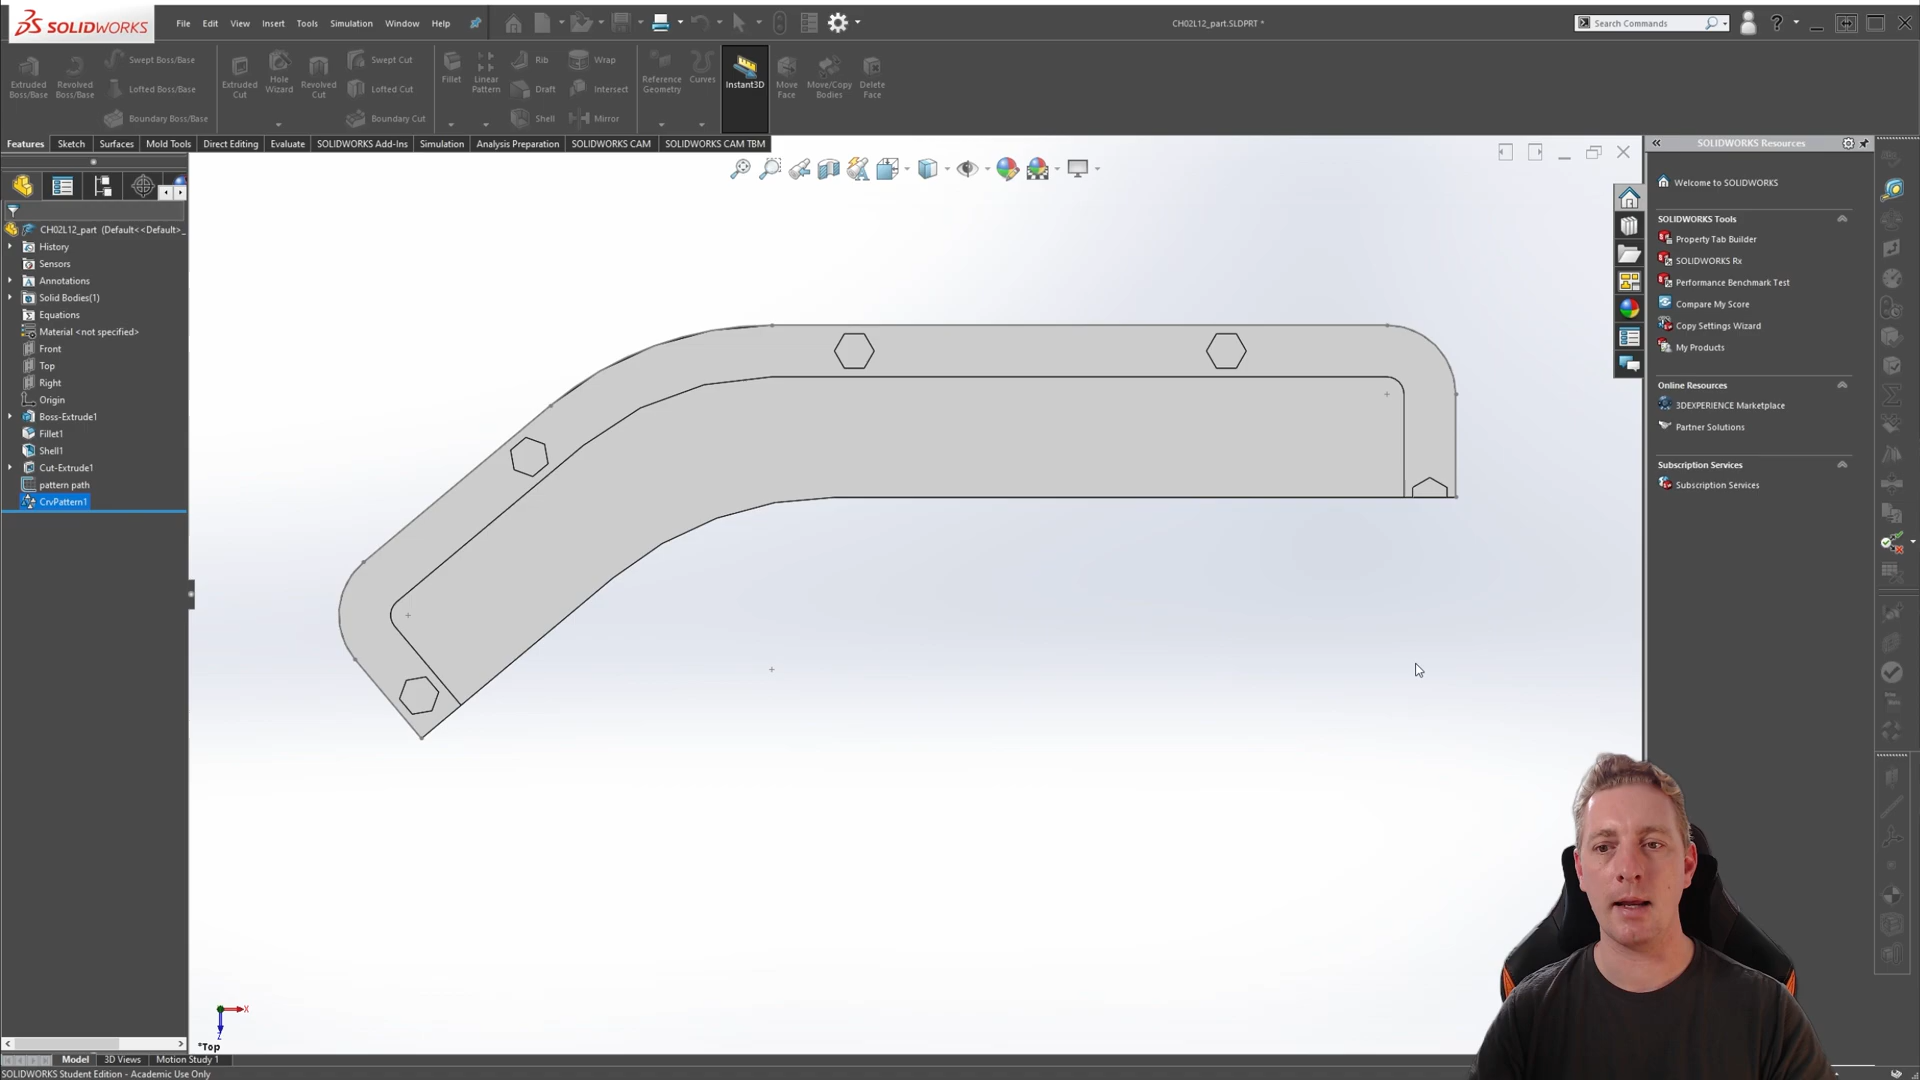 SOLIDWORKS
File Edit View Insert Tools Simulation Window Help
CH02L12_part.SLDPRT *
Search Commands
Extruded Boss/Base
Revolved Boss/Base
Swept Boss/Base
Lofted Boss/Base
Boundary Boss/Base
Extruded Cut
Hole Wizard
Revolved Cut
Swept Cut
Lofted Cut
Boundary Cut
Fillet
Linear Pattern
Rib
Draft
Shell
Wrap
Intersect
Mirror
Reference Geometry
Curves
Instant3D
Move Face
Move/Copy Bodies
Delete Face
Features Sketch Surfaces Mold Tools Direct Editing Evaluate SOLIDWORKS Add-Ins Simulation Analysis Preparation SOLIDWORKS CAM SOLIDWORKS CAM TBM
CH02L12_part (Default<<Default>_
History
Sensors
Annotations
Solid Bodies(1)
Equations
Material <not specified>
Front
Top
Right
Origin
Boss-Extrude1
Fillet1
Shell1
Cut-Extrude1
pattern path
CrvPattern1
SOLIDWORKS Resources
Welcome to SOLIDWORKS
SOLIDWORKS Tools
Property Tab Builder
SOLIDWORKS Rx
Performance Benchmark Test
Compare My Score
Copy Settings Wizard
My Products
Online Resources
3DEXPERIENCE Marketplace
Partner Solutions
Subscription Services
Subscription Services
X
Z
*Top
Model 3D Views Motion Study 1
SOLIDWORKS Student Edition - Academic Use Only